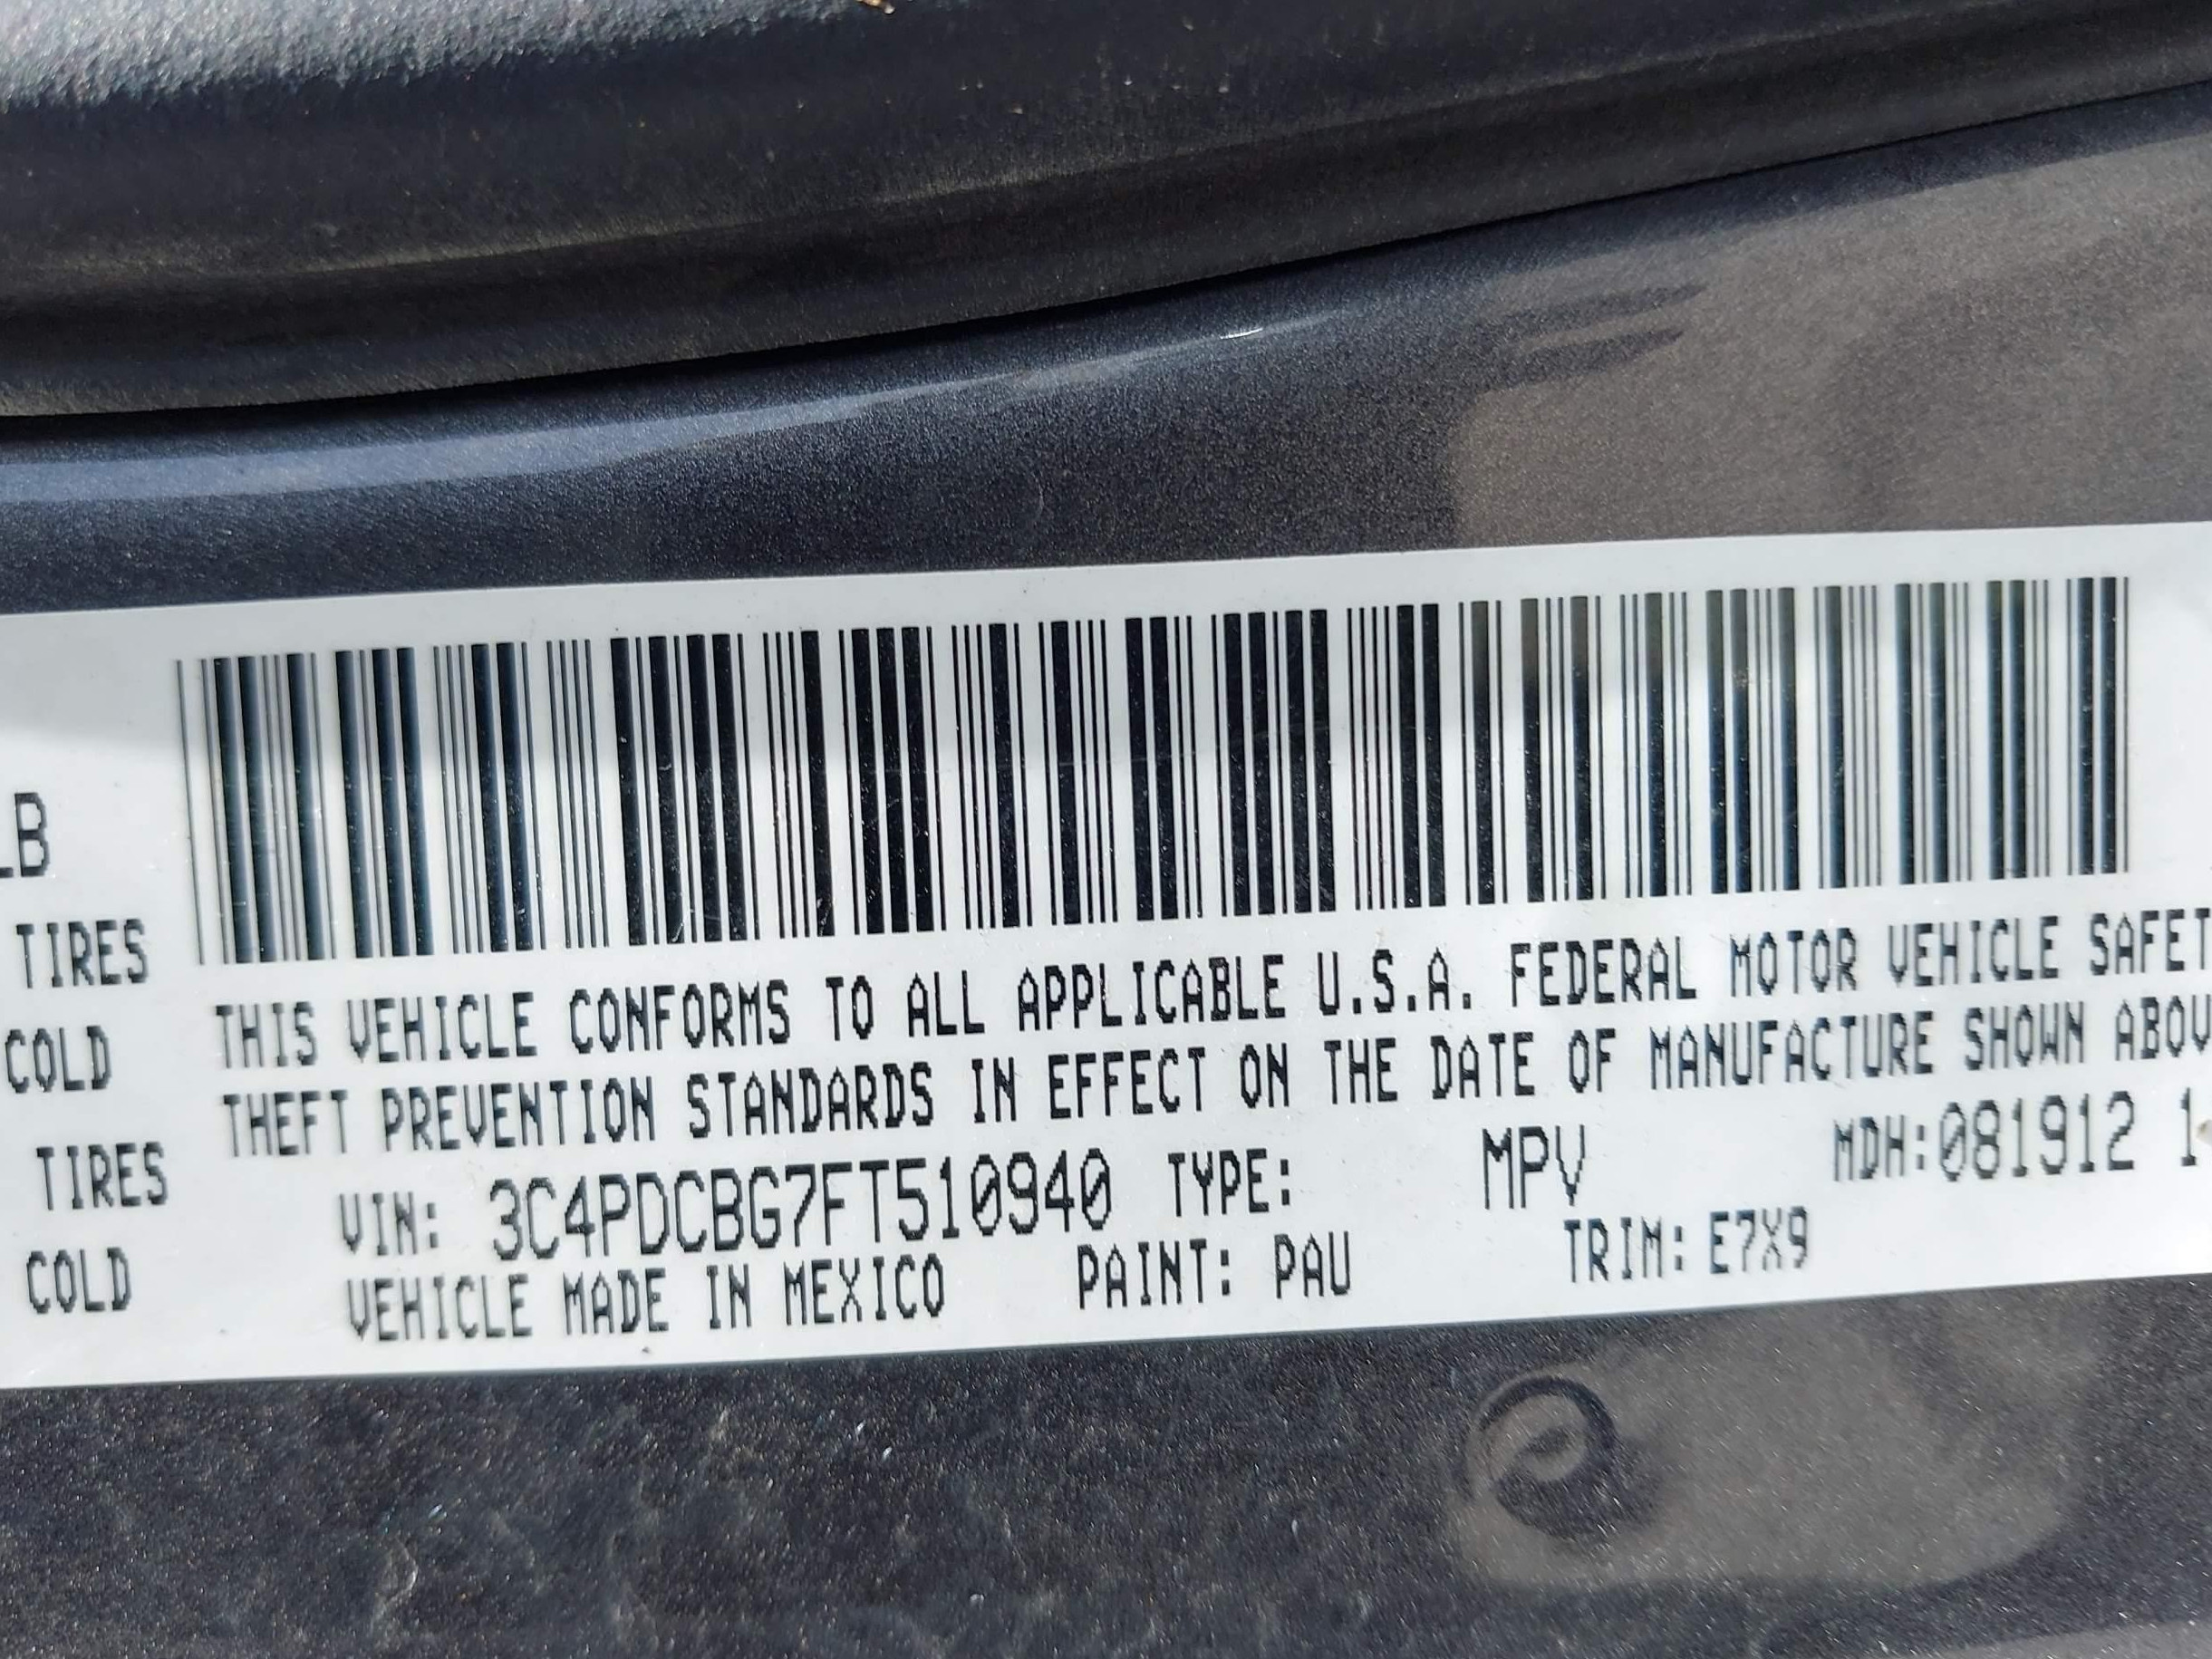 LB
TIRES
COLD
TIRES
COLD
THIS VEHICLE CONFORMS TO ALL APPLICABLE U.S.A. FEDERAL MOTOR VEHICLE SAFET
THEFT PREVENTION STANDARDS IN EFFECT ON THE DATE OF MANUFACTURE SHOWN ABOV
VIN: 3C4PDCBG7FT510940 TYPE: MPV MDH:081912 1
VEHICLE MADE IN MEXICO PAINT: PAU TRIM: E7X9